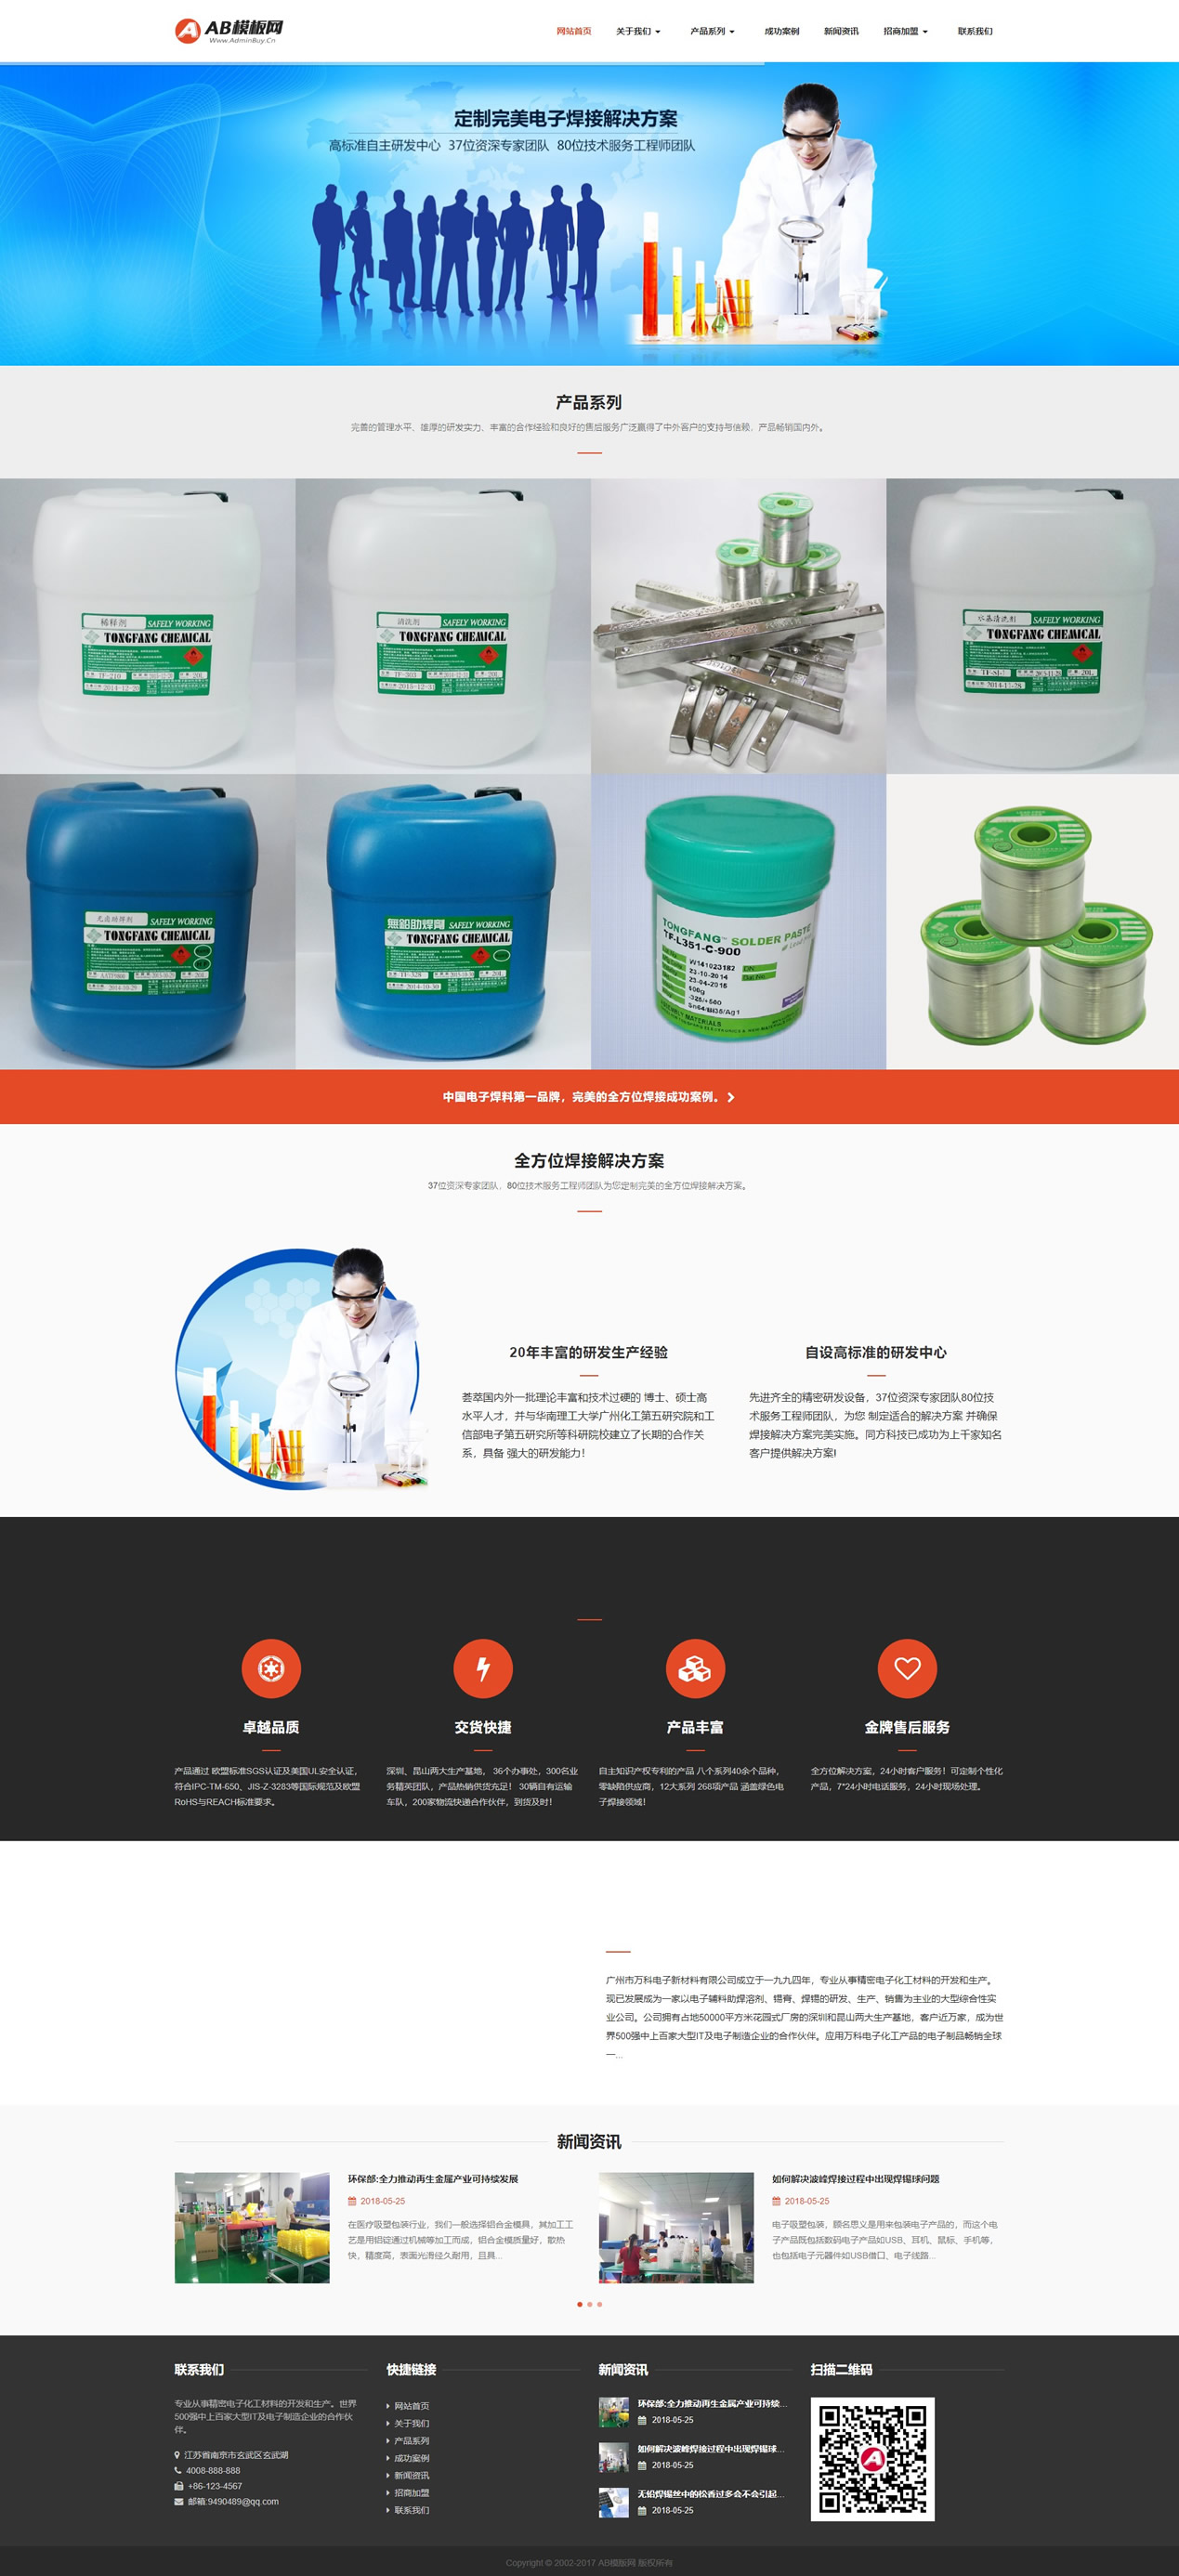 AB模板网
Www.AdminBuy.Cn
网站首页
关于我们
产品系列
成功案例
新闻资讯
招商加盟
联系我们
定制完美电子焊接解决方案
高标准自主研发中心 37位资深专家团队 80位技术服务工程师团队
产品系列
完善的管理水平、雄厚的研发实力、丰富的合作经验和良好的售后服务广泛赢得了中外客户的支持与信赖，产品畅销国内外。
稀释剂
SAFELY WORKING
TONGFANG CHEMICAL
TF-210
清洗剂
SAFELY WORKING
TONGFANG CHEMICAL
TF-303
2015-12-31
SOLDER
水基清洗剂
SAFELY WORKING
TONGFANG CHEMICAL
无卤助焊剂
SAFELY WORKING
TONGFANG CHEMICAL
2014-10-29
無鉛助焊劑
SAFELY WORKING
TONGFANG CHEMICAL
2014-10-30
TONGFANG™ SOLDER PASTE
TF-L351-C-900
W141023182
23-10-2014
23-04-2015
500g
Sn64/Bi35/Ag1
中国电子焊料第一品牌，完美的全方位焊接成功案例。
全方位焊接解决方案
37位资深专家团队，80位技术服务工程师团队为您定制完美的全方位焊接解决方案。
20年丰富的研发生产经验
荟萃国内外一批理论丰富和技术过硬的 博士、硕士高
水平人才，并与华南理工大学广州化工第五研究院和工
信部电子第五研究所等科研院校建立了长期的合作关
系，具备 强大的研发能力！
自设高标准的研发中心
先进齐全的精密研发设备，37位资深专家团队80位技
术服务工程师团队，为您 制定适合的解决方案 并确保
焊接解决方案完美实施。同方科技已成功为上千家知名
客户提供解决方案!
卓越品质
产品通过 欧盟标准SGS认证及美国UL安全认证，
符合IPC-TM-650、JIS-Z-3283等国际规范及欧盟
RoHS与REACH标准要求。
交货快捷
深圳、昆山两大生产基地， 36个办事处，300名业
务精英团队，产品热销供货充足！ 30辆自有运输
车队，200家物流快递合作伙伴，到货及时！
产品丰富
自主知识产权专利的产品 八个系列40余个品种，
零缺陷供应商，12大系列 268项产品 涵盖绿色电
子焊接领域！
金牌售后服务
全方位解决方案，24小时客户服务！可定制个性化
产品，7*24小时电话服务，24小时现场处理。
广州市万科电子新材料有限公司成立于一九九四年，专业从事精密电子化工材料的开发和生产。
现已发展成为一家以电子辅料助焊溶剂、锡膏、焊锡的研发、生产、销售为主业的大型综合性实
业公司。公司拥有占地50000平方米花园式厂房的深圳和昆山两大生产基地，客户近万家，成为世
界500强中上百家大型IT及电子制造企业的合作伙伴。应用万科电子化工产品的电子制品畅销全球
一...
新闻资讯
环保部:全力推动再生金属产业可持续发展
2018-05-25
在医疗吸塑包装行业，我们一般选择铝合金模具，其加工工
艺是用铝锭通过机械等加工而成，铝合金模质量好，散热
快，精度高，表面光滑经久耐用，且具...
如何解决波峰焊接过程中出现焊锡球问题
2018-05-25
电子吸塑包装，顾名思义是用来包装电子产品的，而这个电
子产品既包括数码电子产品如USB、耳机、鼠标、手机等，
也包括电子元器件如USB借口、电子线路...
联系我们
专业从事精密电子化工材料的开发和生产。世界
500强中上百家大型IT及电子制造企业的合作伙
伴。
江苏省南京市玄武区玄武湖
4008-888-888
+86-123-4567
邮箱:9490489@qq.com
快捷链接
网站首页
关于我们
产品系列
成功案例
新闻资讯
招商加盟
联系我们
新闻资讯
环保部:全力推动再生金属产业可持续...
2018-05-25
如何解决波峰焊接过程中出现焊锡球...
2018-05-25
无铅焊锡丝中的松香过多会不会引起...
2018-05-25
扫描二维码
Copyright © 2002-2017 AB模板网 版权所有